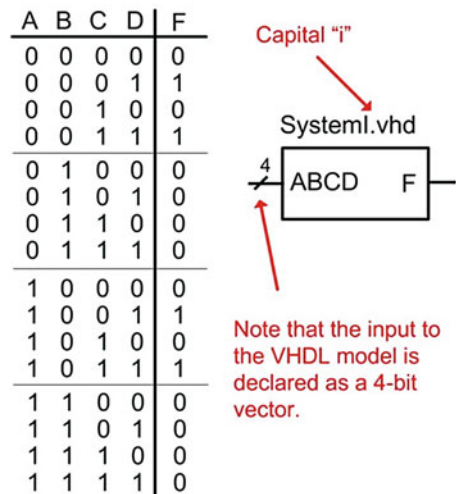 A B C D F
0 0 0 0 0
0 0 0 1 1
0 0 1 0 0
0 0 1 1 1
0 1 0 0 0
0 1 0 1 0
0 1 1 0 0
0 1 1 1 0
1 0 0 0 0
1 0 0 1 1
1 0 1 0 0
1 0 1 1 1
1 1 0 0 0
1 1 0 1 0
1 1 1 0 0
1 1 1 1 0
Capital “i”
SystemI.vhd
4
ABCD F
Note that the input to
the VHDL model is
declared as a 4-bit
vector.